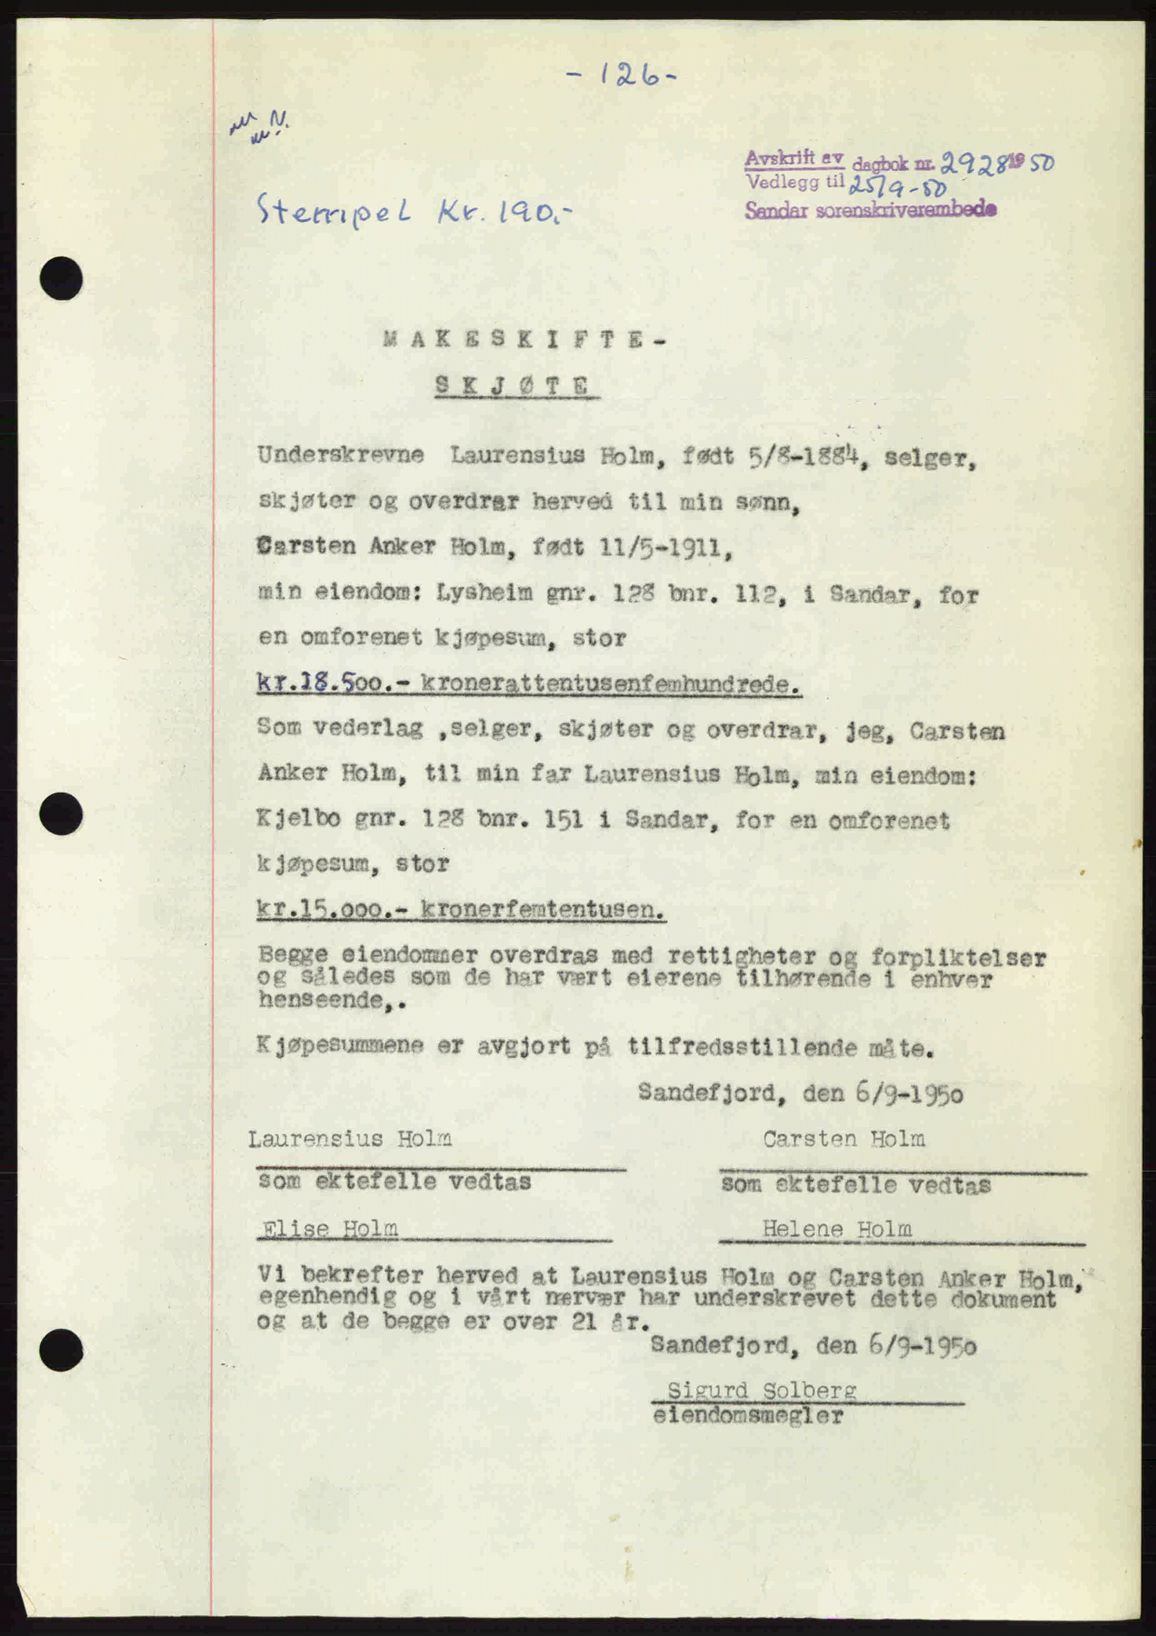 - 126 -
Avskrift av dagbok nr. 2928 1950
Vedlegg til 25/9-50
Sandar sorenskriverembede
Stempel Kr. 190,-
MAKESKIFTE-
SKJØTE
Underskrevne Laurensius Holm, født 5/8-1884, selger,
skjøter og overdrar herved til min sønn,
Carsten Anker Holm, født 11/5-1911,
min eiendom: Lysheim gnr. 128 bnr. 112, i Sandar, for
en omforenet kjøpesum, stor
kr.18.500.- kronerattentusenfemhundrede.
Som vederlag ,selger, skjøter og overdrar, jeg, Carsten
Anker Holm, til min far Laurensius Holm, min eiendom:
Kjelbo gnr. 128 bnr. 151 i Sandar, for en omforenet
kjøpesum, stor
kr.15.000.- kronerfemtentusen.
Begge eiendommer overdras med rettigheter og forpliktelser
og således som de har vært eierene tilhørende i enhver
henseende,.
Kjøpesummene er avgjort på tilfredsstillende måte.
Sandefjord, den 6/9-1950
Laurensius Holm Carsten Holm
som ektefelle vedtas som ektefelle vedtas
Elise Holm Helene Holm
Vi bekrefter herved at Laurensius Holm og Carsten Anker Holm,
egenhendig og i vårt nærvær har underskrevet dette dokument,
og at de begge er over 21 år.
Sandefjord, den 6/9-1950
Sigurd Solberg
eiendomsmegler